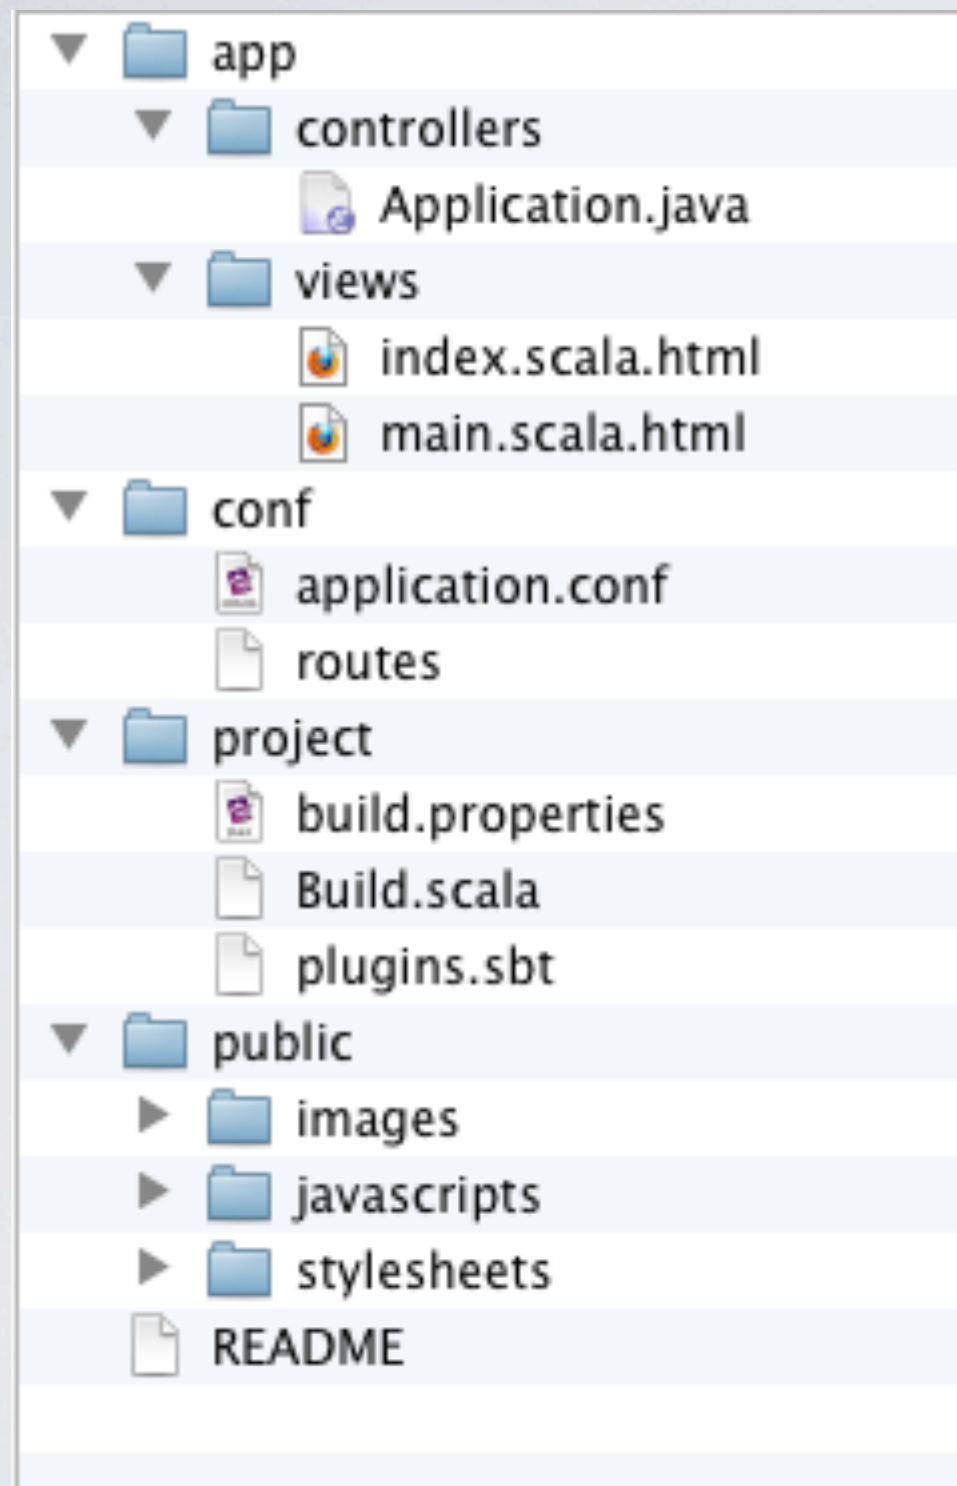 app
controllers
Application.java
views
index.scala.html
main.scala.html
conf
application.conf
routes
project
build.properties
Build.scala
plugins.sbt
public
images
javascripts
stylesheets
README